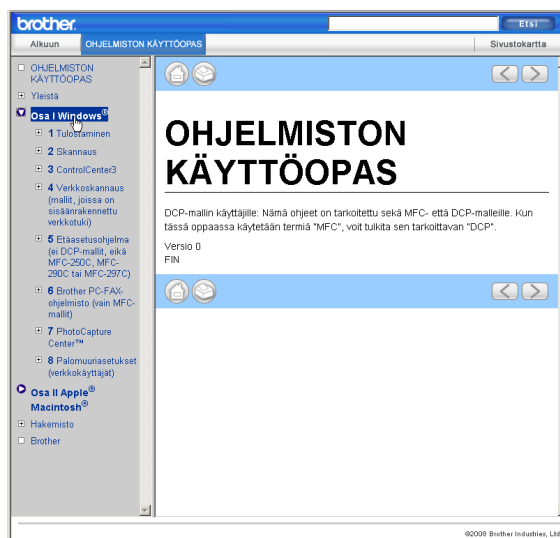 brother.
Etsi
Alkuun
OHJELMISTON KÄYTTÖOPAS
Sivustokartta
OHJELMISTON
KÄYTTÖOPAS
Yleistä
Osa I Windows®
1 Tulostaminen
2 Skannaus
3 ControlCenter3
4 Verkkoskannaus
(mallit, joissa on
sisäänrakennettu
verkkotuki)
5 Etäasetusohjelma
(ei DCP-mallit, eikä
MFC-250C, MFC-
290C tai MFC-297C)
6 Brother PC-FAX-
ohjelmisto (vain MFC-
mallit)
7 PhotoCapture
Center™
8 Palomuuriasetukset
(verkkokäyttäjät)
Osa II Apple®
Macintosh®
Hakemisto
Brother
OHJELMISTON
KÄYTTÖOPAS
DCP-mallin käyttäjille: Nämä ohjeet on tarkoitettu sekä MFC- että DCP-malleille. Kun
tässä oppaassa käytetään termiä "MFC", voit tulkita sen tarkoittavan "DCP".
Versio 0
FIN
©2008 Brother Industries, Ltd